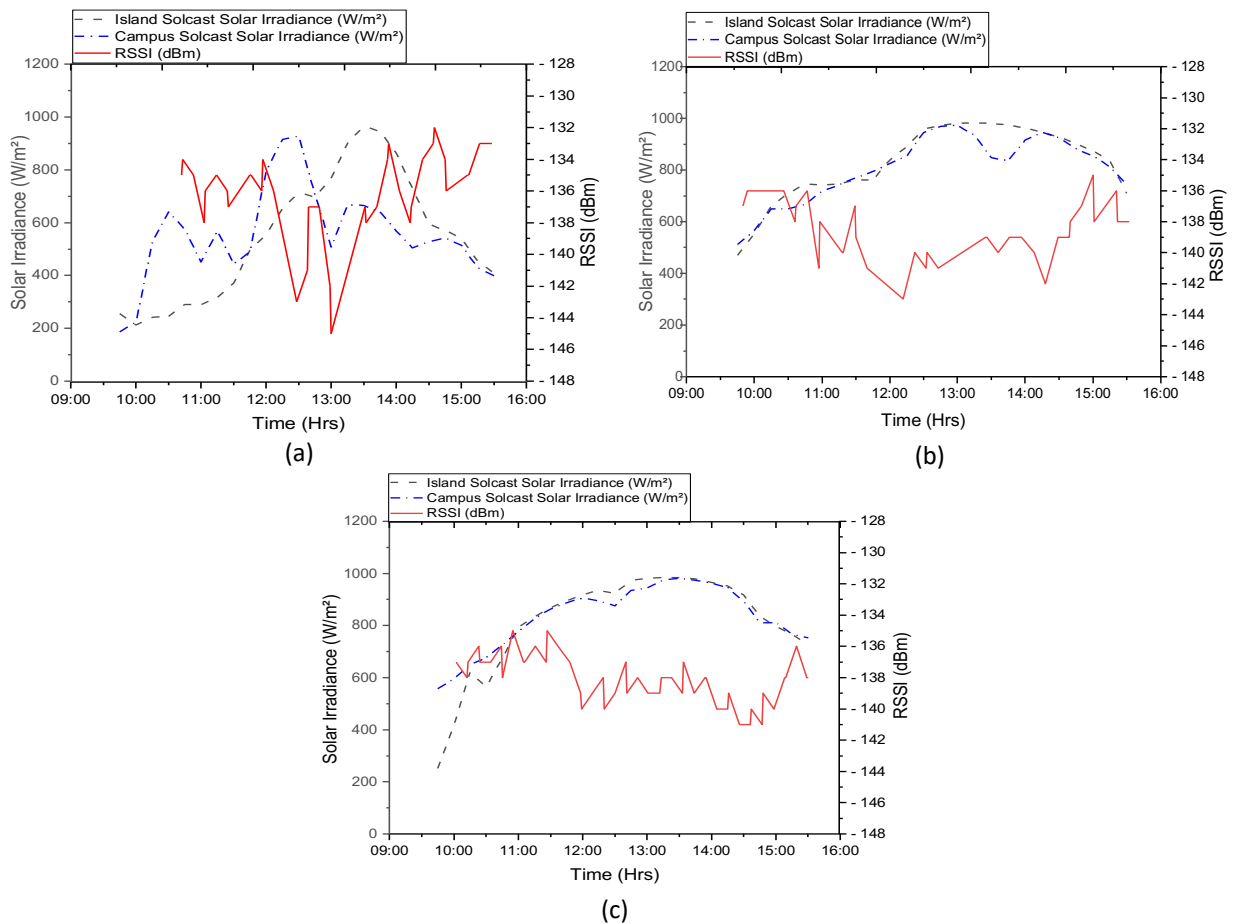 Island Solcast Solar Irradiance (W/m²)
Campus Solcast Solar Irradiance (W/m²)
RSSI (dBm)
1200
1000
800
600
400
200
0
Solar Irradiance (W/m²)
- 128
- 130
- 132
- 134
- 136
- 138
- 140
- 142
- 144
- 146
- 148
RSSI (dBm)
09:00 10:00 11:00 12:00 13:00 14:00 15:00 16:00
Time (Hrs)
(a)
Island Solcast Solar Irradiance (W/m²)
Campus Solcast Solar Irradiance (W/m²)
RSSI (dBm)
1200
1000
800
600
400
200
0
Solar Irradiance (W/m²)
- 128
- 130
- 132
- 134
- 136
- 138
- 140
- 142
- 144
- 146
- 148
RSSI (dBm)
09:00 10:00 11:00 12:00 13:00 14:00 15:00 16:00
Time (Hrs)
(b)
Island Solcast Solar Irradiance (W/m²)
Campus Solcast Solar Irradiance (W/m²)
RSSI (dBm)
1200
1000
800
600
400
200
0
Solar Irradiance (W/m²)
- 128
- 130
- 132
- 134
- 136
- 138
- 140
- 142
- 144
- 146
- 148
RSSI (dBm)
09:00 10:00 11:00 12:00 13:00 14:00 15:00 16:00
Time (Hrs)
(c)